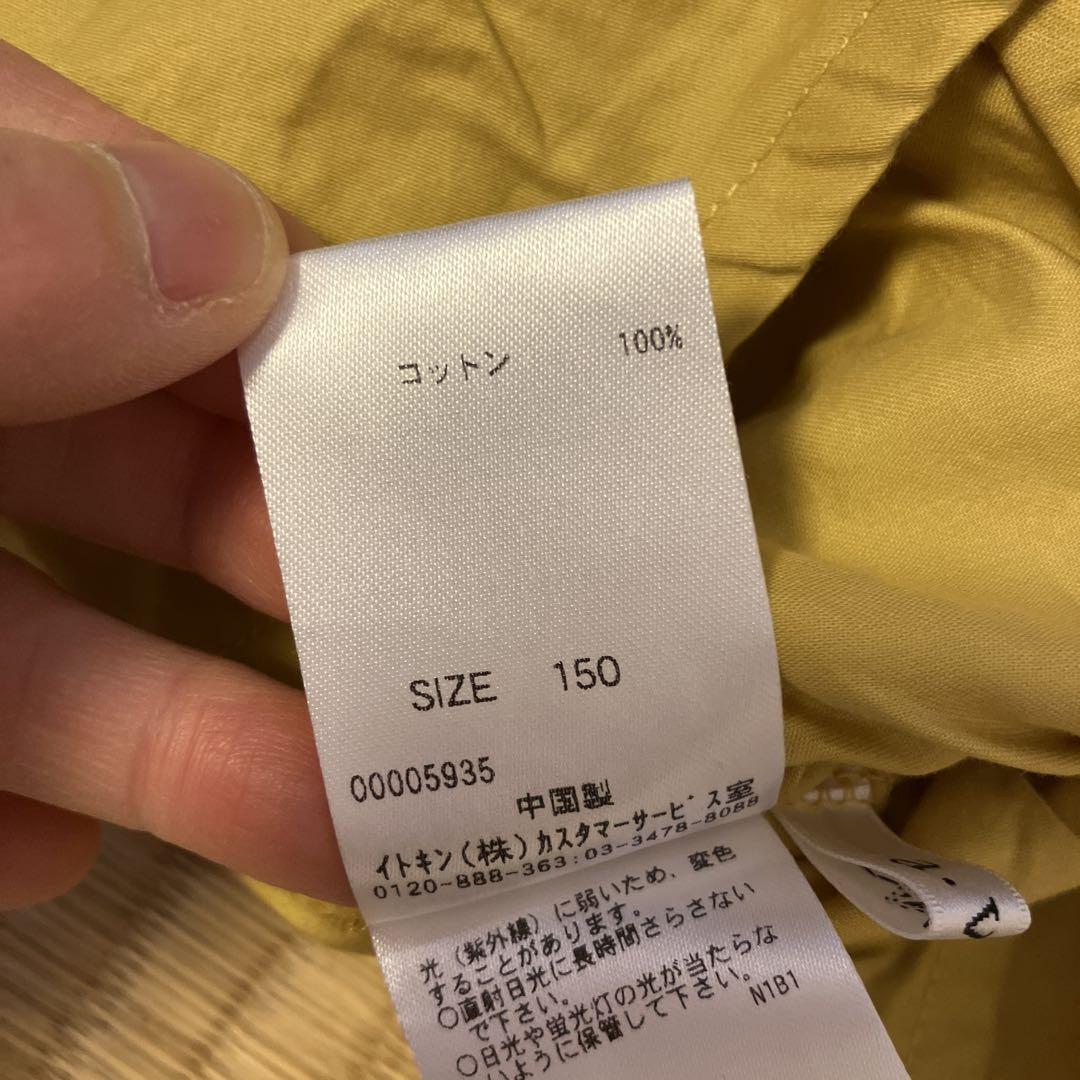 コットン 100%
SIZE 150
00005935
中国製
イトキン(株)カスタマーサービス室
0120-888-363:03-3478-8088
光(紫外線)に弱いため、変色
することがあります。
○直射日光に長時間さらさない
で下さい。
○日光や蛍光灯の光が当たらな
いように保管して下さい。
N1B1